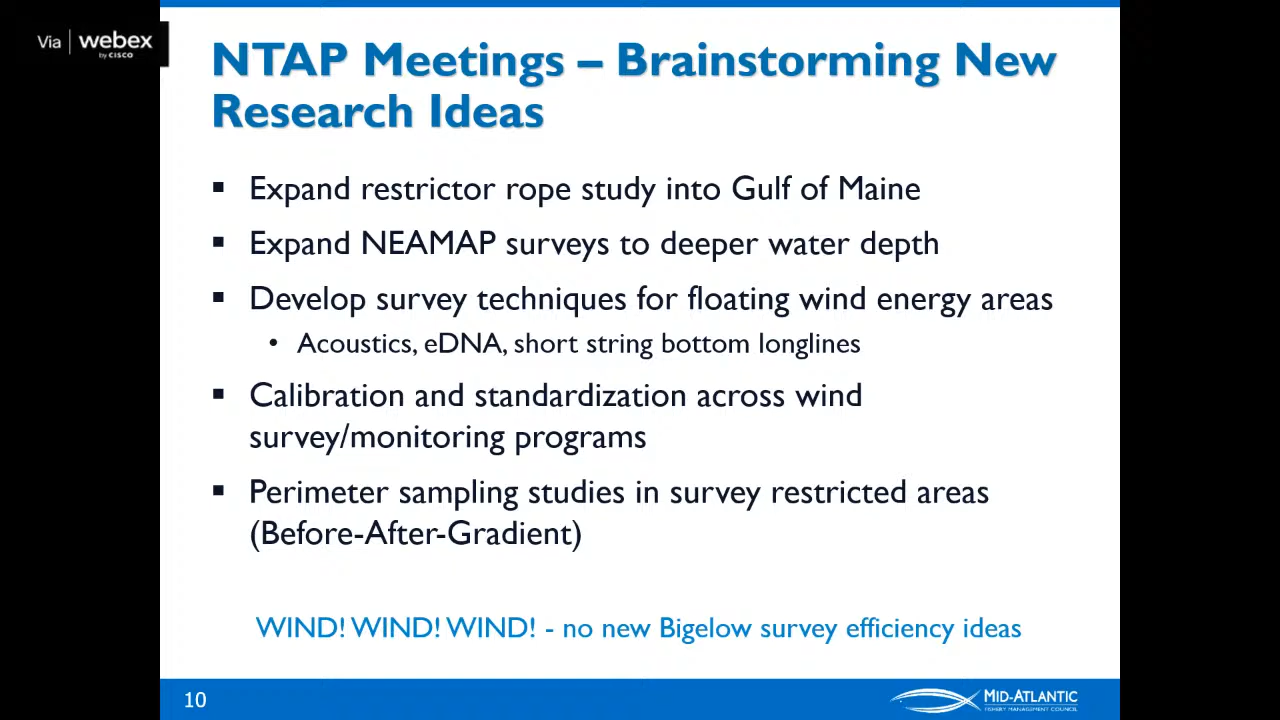 Via webex
by CISCO
NTAP Meetings – Brainstorming New
Research Ideas
▪ Expand restrictor rope study into Gulf of Maine
▪ Expand NEAMAP surveys to deeper water depth
▪ Develop survey techniques for floating wind energy areas
• Acoustics, eDNA, short string bottom longlines
▪ Calibration and standardization across wind
survey/monitoring programs
▪ Perimeter sampling studies in survey restricted areas
(Before-After-Gradient)
WIND! WIND! WIND! - no new Bigelow survey efficiency ideas
10
MID-ATLANTIC
FISHERY MANAGEMENT COUNCIL